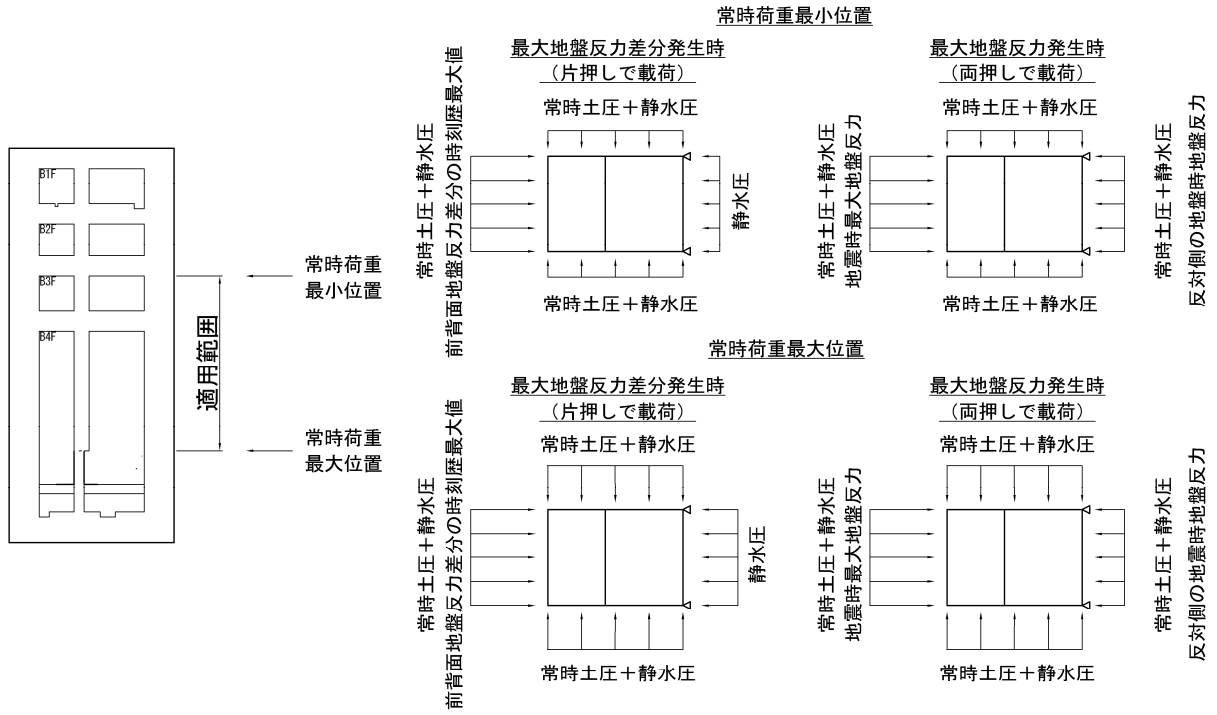 常時荷重最小位置
最大地盤反力差分発生時
（片押しで載荷）
常時土圧＋静水圧
常時土圧＋静水圧
前背面地盤反力差分の時刻歴最大値
静水圧
常時土圧＋静水圧
最大地盤反力発生時
（両押しで載荷）
常時土圧＋静水圧
常時土圧＋静水圧
地震時最大地盤反力
常時土圧＋静水圧
反対側の地盤時地盤反力
常時土圧＋静水圧
B1F
B2F
B3F
B4F
適用範囲
常時荷重
最小位置
常時荷重
最大位置
常時荷重最大位置
最大地盤反力差分発生時
（片押しで載荷）
常時土圧＋静水圧
常時土圧＋静水圧
前背面地盤反力差分の時刻歴最大値
静水圧
常時土圧＋静水圧
最大地盤反力発生時
（両押しで載荷）
常時土圧＋静水圧
常時土圧＋静水圧
地震時最大地盤反力
常時土圧＋静水圧
反対側の地震時地盤反力
常時土圧＋静水圧